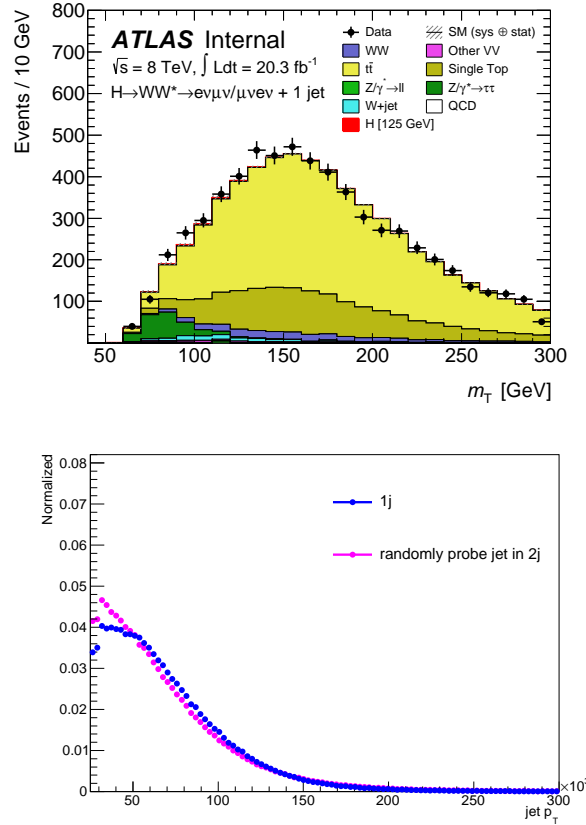 800
700
600
500
400
300
200
100
Events / 10 GeV
ATLAS Internal
√s = 8 TeV, ∫ Ldt = 20.3 fb⁻¹
H→WW*→eνμν/μνeν + 1 jet
Data
SM (sys ⊕ stat)
WW
Other VV
tt̄
Single Top
Z/γ*→ll
Z/γ*→ττ
W+jet
QCD
H [125 GeV]
50 100 150 200 250 300
m_T [GeV]
Normalized
0.08
0.07
0.06
0.05
0.04
0.03
0.02
0.01
0
1j
randomly probe jet in 2j
50 100 150 200 250 300
jet p_T